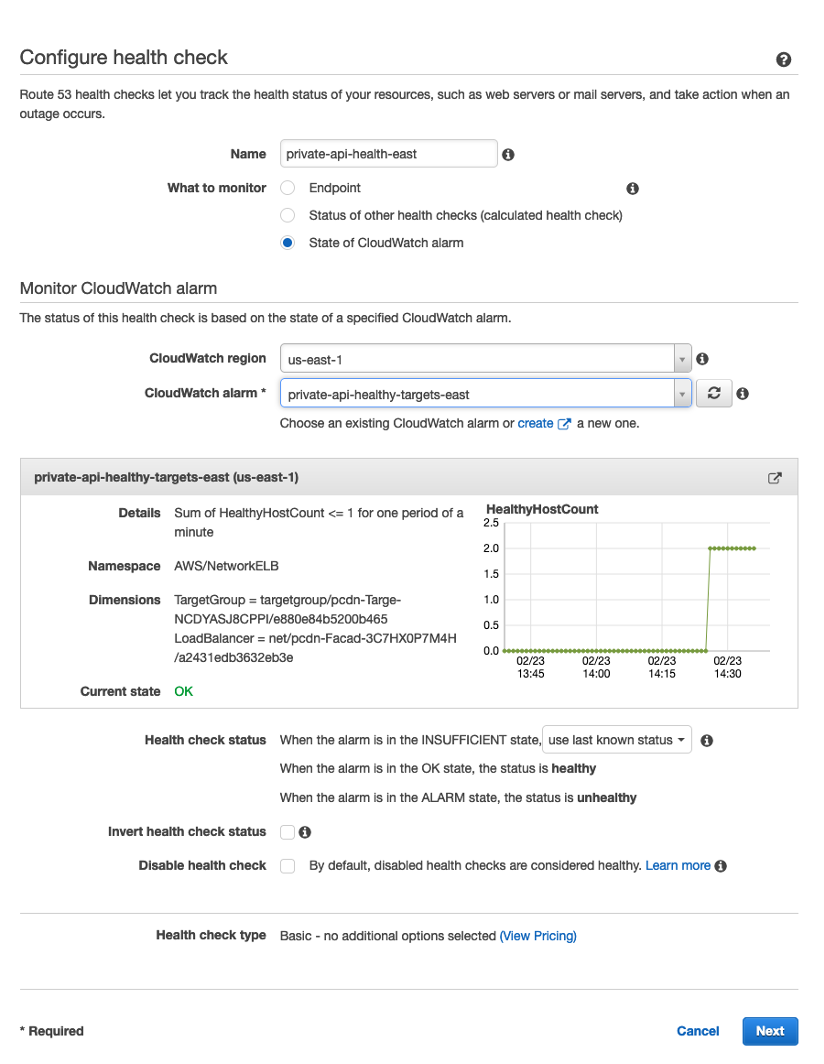 Configure health check
Route 53 health checks let you track the health status of your resources, such as web servers or mail servers, and take action when an
outage occurs.
Name private-api-health-east
What to monitor Endpoint
Status of other health checks (calculated health check)
State of CloudWatch alarm
Monitor CloudWatch alarm
The status of this health check is based on the state of a specified CloudWatch alarm.
CloudWatch region us-east-1
CloudWatch alarm * private-api-healthy-targets-east
Choose an existing CloudWatch alarm or create a new one.
private-api-healthy-targets-east (us-east-1)
Details Sum of HealthyHostCount <= 1 for one period of a
minute
Namespace AWS/NetworkELB
Dimensions TargetGroup = targetgroup/pcdn-Targe-
NCDYASJ8CPPI/e880e84b5200b465
LoadBalancer = net/pcdn-Facad-3C7HX0P7M4H
/a2431edb3632eb3e
Current state OK
HealthyHostCount
2.5
2.0
1.5
1.0
0.5
0.0
02/23 02/23 02/23 02/23
13:45 14:00 14:15 14:30
Health check status When the alarm is in the INSUFFICIENT state, use last known status
When the alarm is in the OK state, the status is healthy
When the alarm is in the ALARM state, the status is unhealthy
Invert health check status
Disable health check By default, disabled health checks are considered healthy. Learn more
Health check type Basic - no additional options selected (View Pricing)
* Required Cancel Next